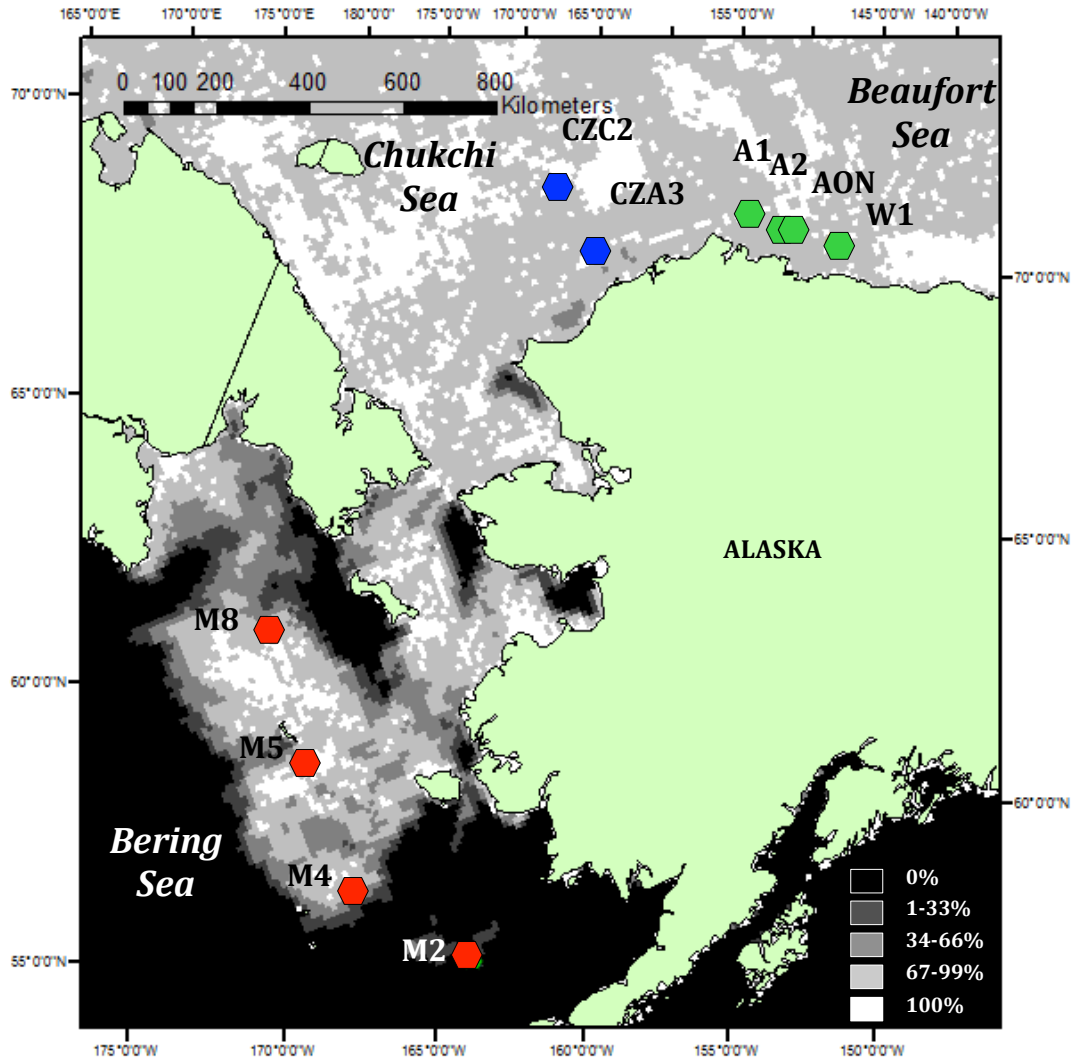 165°0'0"E 170°0'0"E 175°0'0"E 180°0'0" 175°0'0"W 170°0'0"W 165°0'0"W 155°0'0"W 145°0'0"W 140°0'0"W
0 100 200 400 600 800
Kilometers
70°0'0"N
Beaufort
Sea
CZC2
Chukchi
Sea
A1
A2
AON
CZA3
W1
70°0'0"N
65°0'0"N
65°0'0"N
ALASKA
M8
60°0'0"N
M5
60°0'0"N
Bering
Sea
M4
M2
55°0'0"N
0%
1-33%
34-66%
67-99%
100%
175°0'0"W 170°0'0"W 165°0'0"W 160°0'0"W 155°0'0"W 150°0'0"W